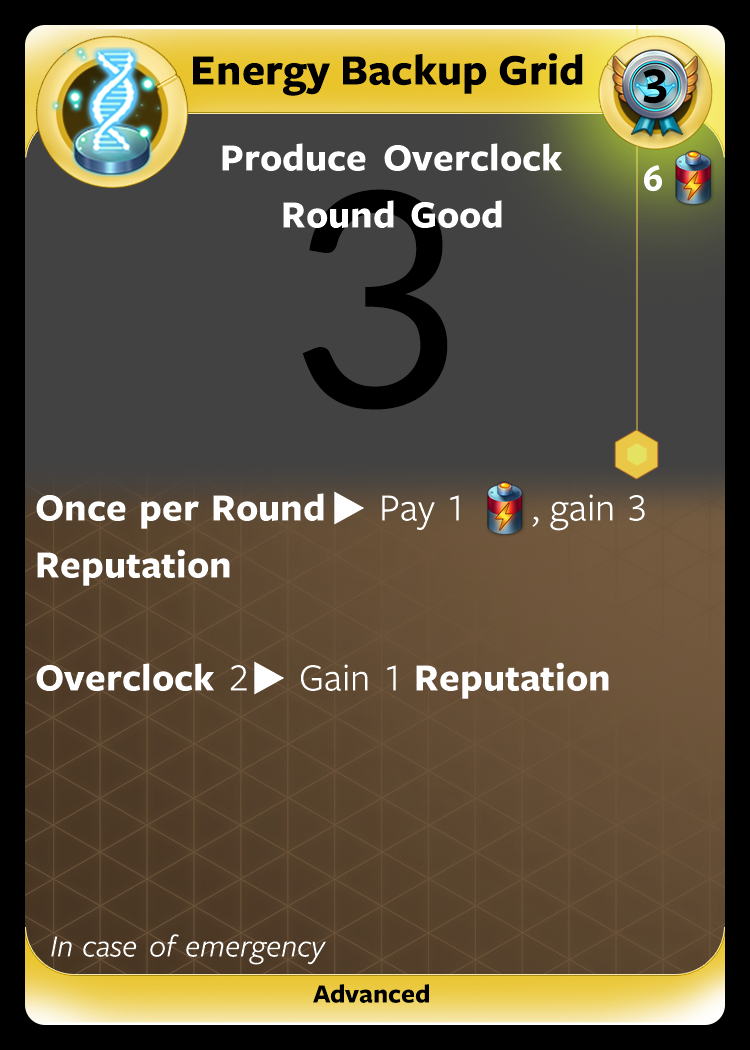 Energy Backup Grid
3
Produce Overclock
Round Good
6
3
Once per Round▶ Pay 1 , gain 3
Reputation
Overclock 2▶ Gain 1 Reputation
In case of emergency
Advanced